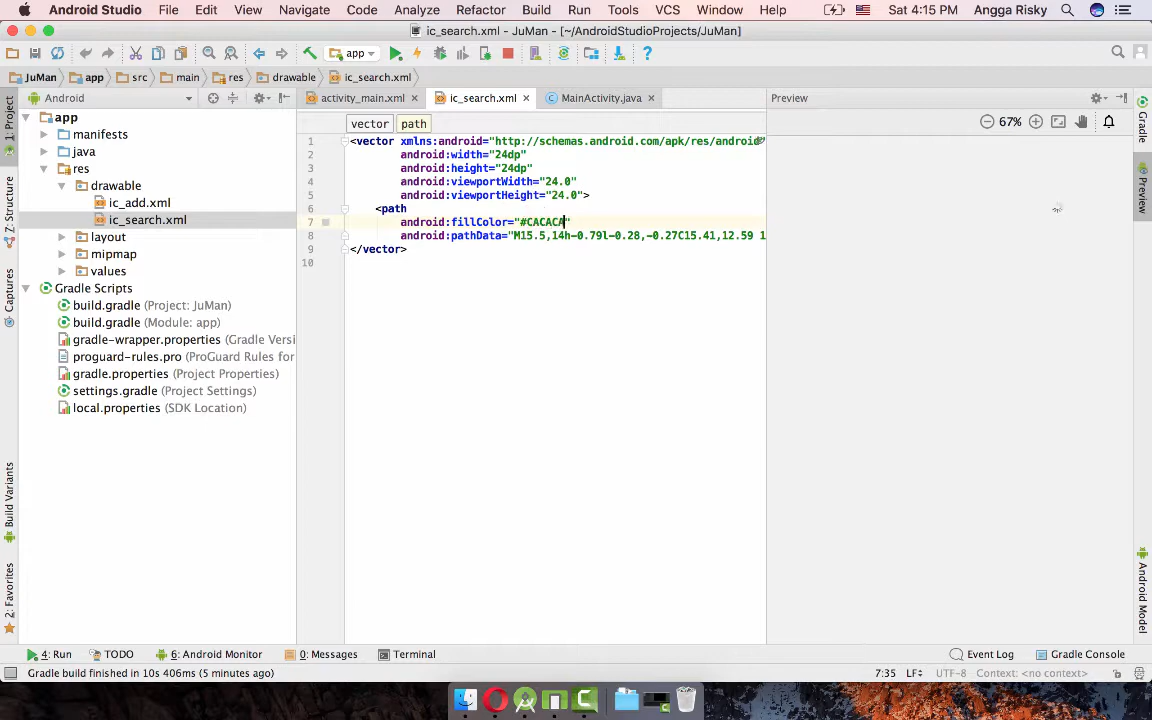 Android Studio File Edit View Navigate Code Analyze Refactor Build Run Tools VCS Window Help Sat 4:15 PM Angga Risky
ic_search.xml - JuMan - [~/AndroidStudioProjects/JuMan]
app
JuMan app src main res drawable ic_search.xml
Android
activity_main.xml ic_search.xml MainActivity.java Preview
vector path 67%
1: Project
Z: Structure
Captures
Build Variants
2: Favorites
app
manifests
java
res
drawable
ic_add.xml
ic_search.xml
layout
mipmap
values
Gradle Scripts
build.gradle (Project: JuMan)
build.gradle (Module: app)
gradle-wrapper.properties (Gradle Versi
proguard-rules.pro (ProGuard Rules for
gradle.properties (Project Properties)
settings.gradle (Project Settings)
local.properties (SDK Location)
1 <vector xmlns:android="http://schemas.android.com/apk/res/android"
2 android:width="24dp"
3 android:height="24dp"
4 android:viewportWidth="24.0"
5 android:viewportHeight="24.0">
6 <path
7 android:fillColor="#CACACA"
8 android:pathData="M15.5,14h-0.79l-0.28,-0.27C15.41,12.59 1
9 </vector>
10
Gradle
Preview
Android Model
4: Run TODO 6: Android Monitor 0: Messages Terminal Event Log Gradle Console
Gradle build finished in 10s 406ms (5 minutes ago) 7:35 LF UTF-8 Context: <no context>